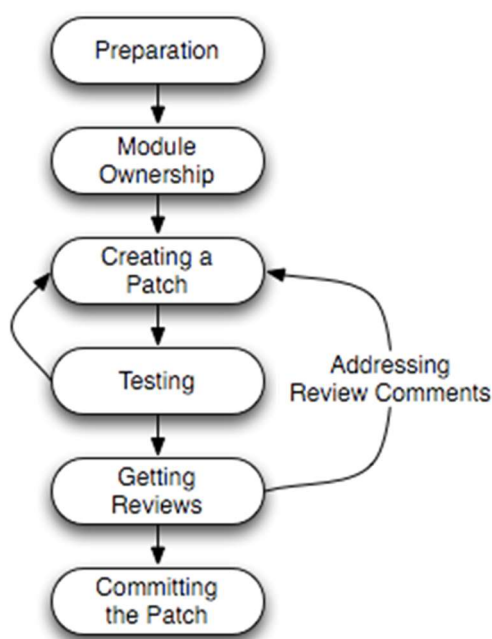 Preparation
Module
Ownership
Creating a
Patch
Testing
Addressing
Review Comments
Getting
Reviews
Committing
the Patch